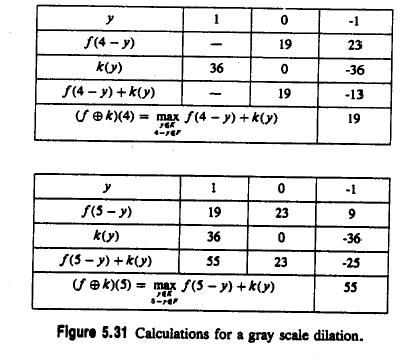 y 1 0 -1
f(4 − y) — 19 23
k(y) 36 0 -36
f(4 − y) + k(y) — 19 -13
(f ⊕ k)(4) = max f(4 − y) + k(y) 19
y∈K
4−y∈F
y 1 0 -1
f(5 − y) 19 23 9
k(y) 36 0 -36
f(5 − y) + k(y) 55 23 -25
(f ⊕ k)(5) = max f(5 − y) + k(y) 55
y∈K
5−y∈F
Figure 5.31 Calculations for a gray scale dilation.